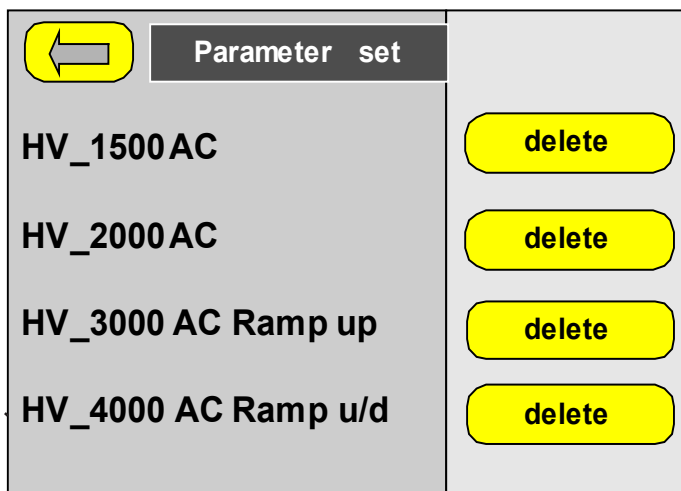 Parameter set
HV_1500 AC delete
HV_2000 AC delete
HV_3000 AC Ramp up delete
HV_4000 AC Ramp u/d delete